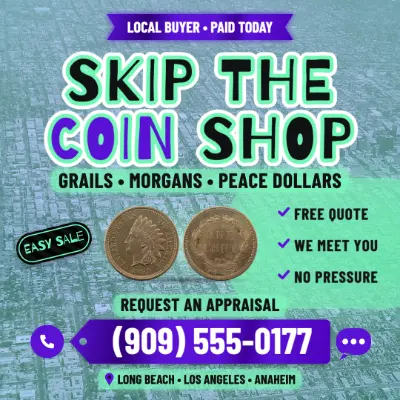 LOCAL BUYER • PAID TODAY
SKIP THE
COIN SHOP
GRAILS • MORGANS • PEACE DOLLARS
EASY SALE
FREE QUOTE
WE MEET YOU
NO PRESSURE
REQUEST AN APPRAISAL
(909) 555-0177
LONG BEACH • LOS ANGELES • ANAHEIM